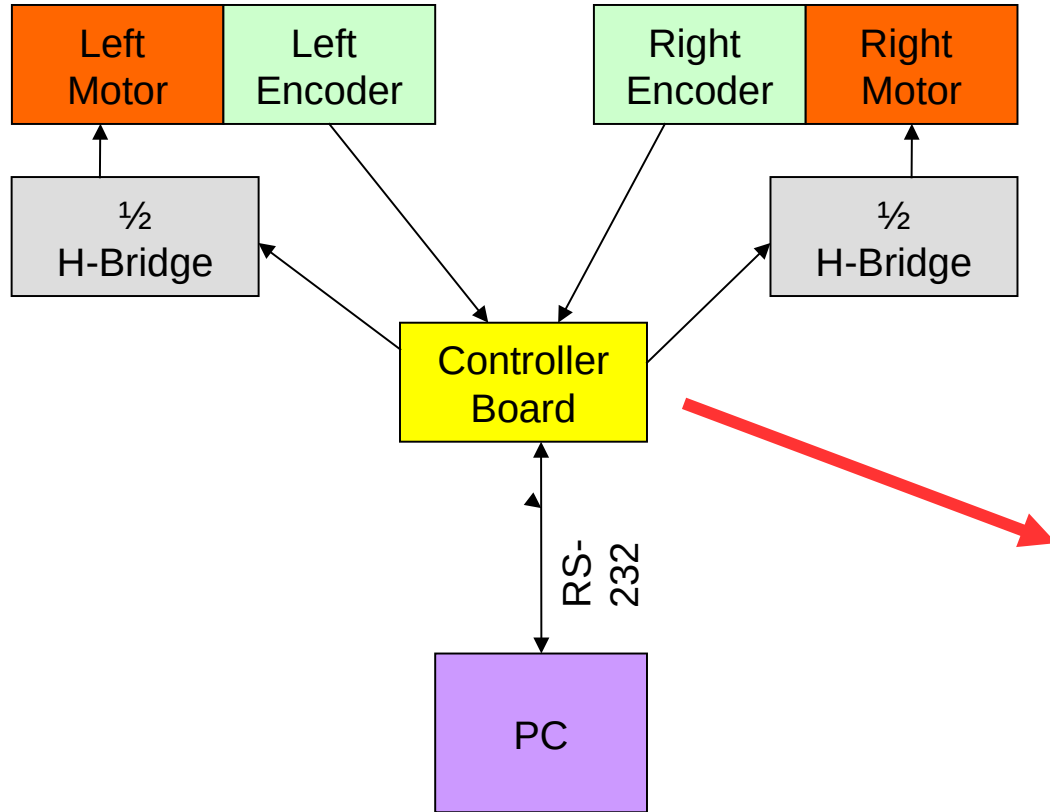 Left
Motor
Left
Encoder
Right
Encoder
Right
Motor
½
H-Bridge
½
H-Bridge
Controller
Board
RS-
232
PC